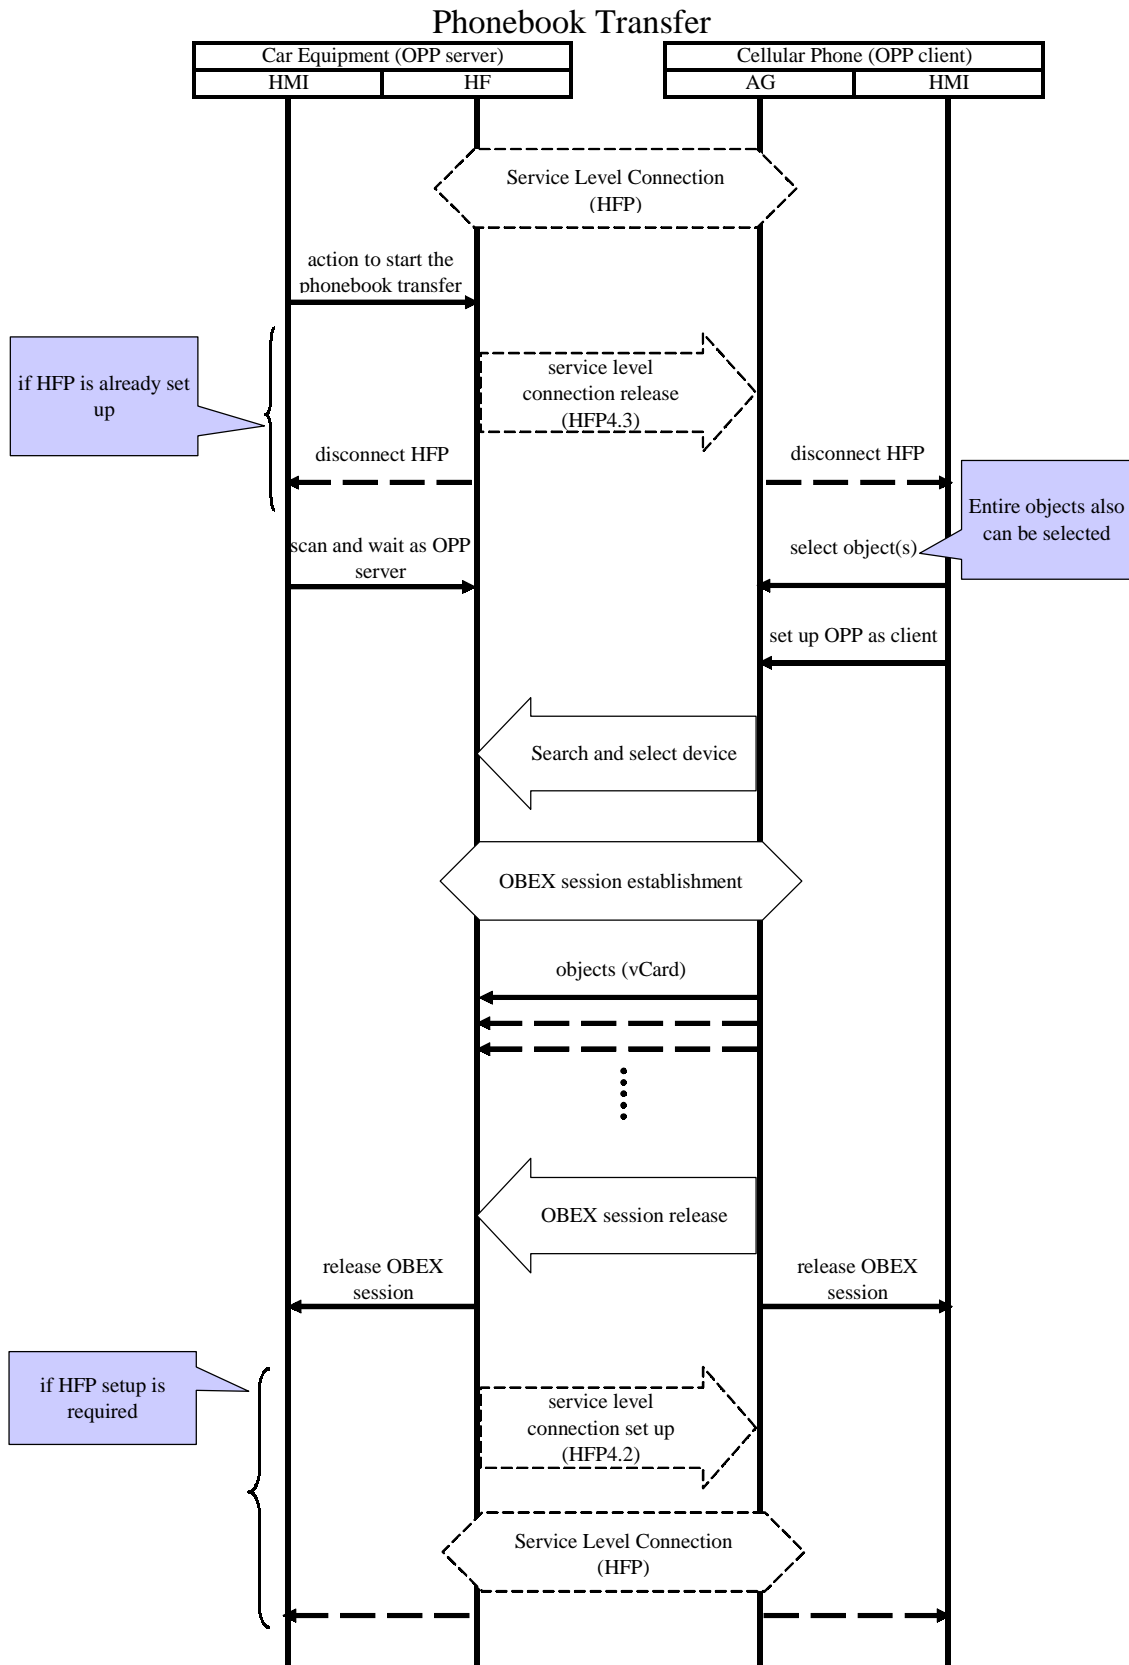 Phonebook Transfer
Car Equipment (OPP server)
Cellular Phone (OPP client)
HMI
HF
AG
HMI
Service Level Connection
(HFP)
action to start the
phonebook transfer
if HFP is already set
up
service level
connection release
(HFP4.3)
disconnect HFP
disconnect HFP
Entire objects also
can be selected
scan and wait as OPP
server
select object(s)
set up OPP as client
Search and select device
OBEX session establishment
objects (vCard)
OBEX session release
release OBEX
session
release OBEX
session
if HFP setup is
required
service level
connection set up
(HFP4.2)
Service Level Connection
(HFP)